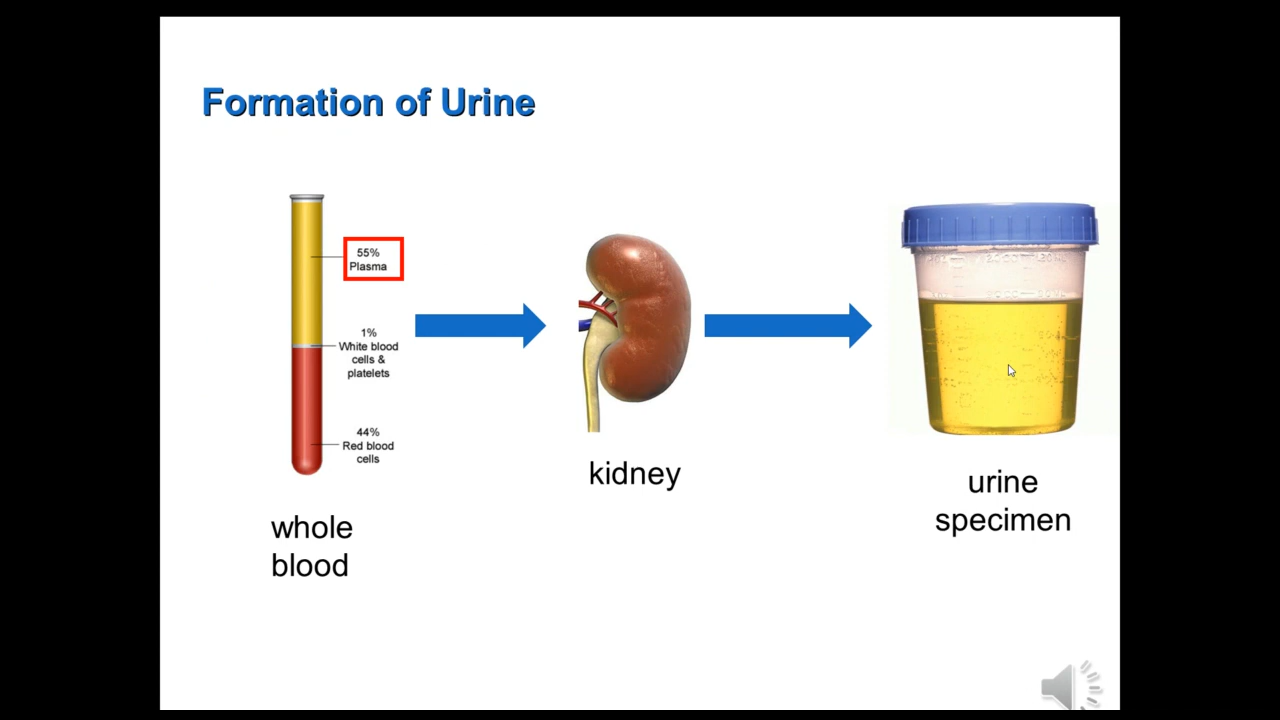 Formation of Urine
55%
Plasma
1%
White blood
cells &
platelets
44%
Red blood
cells
whole
blood
kidney
urine
specimen